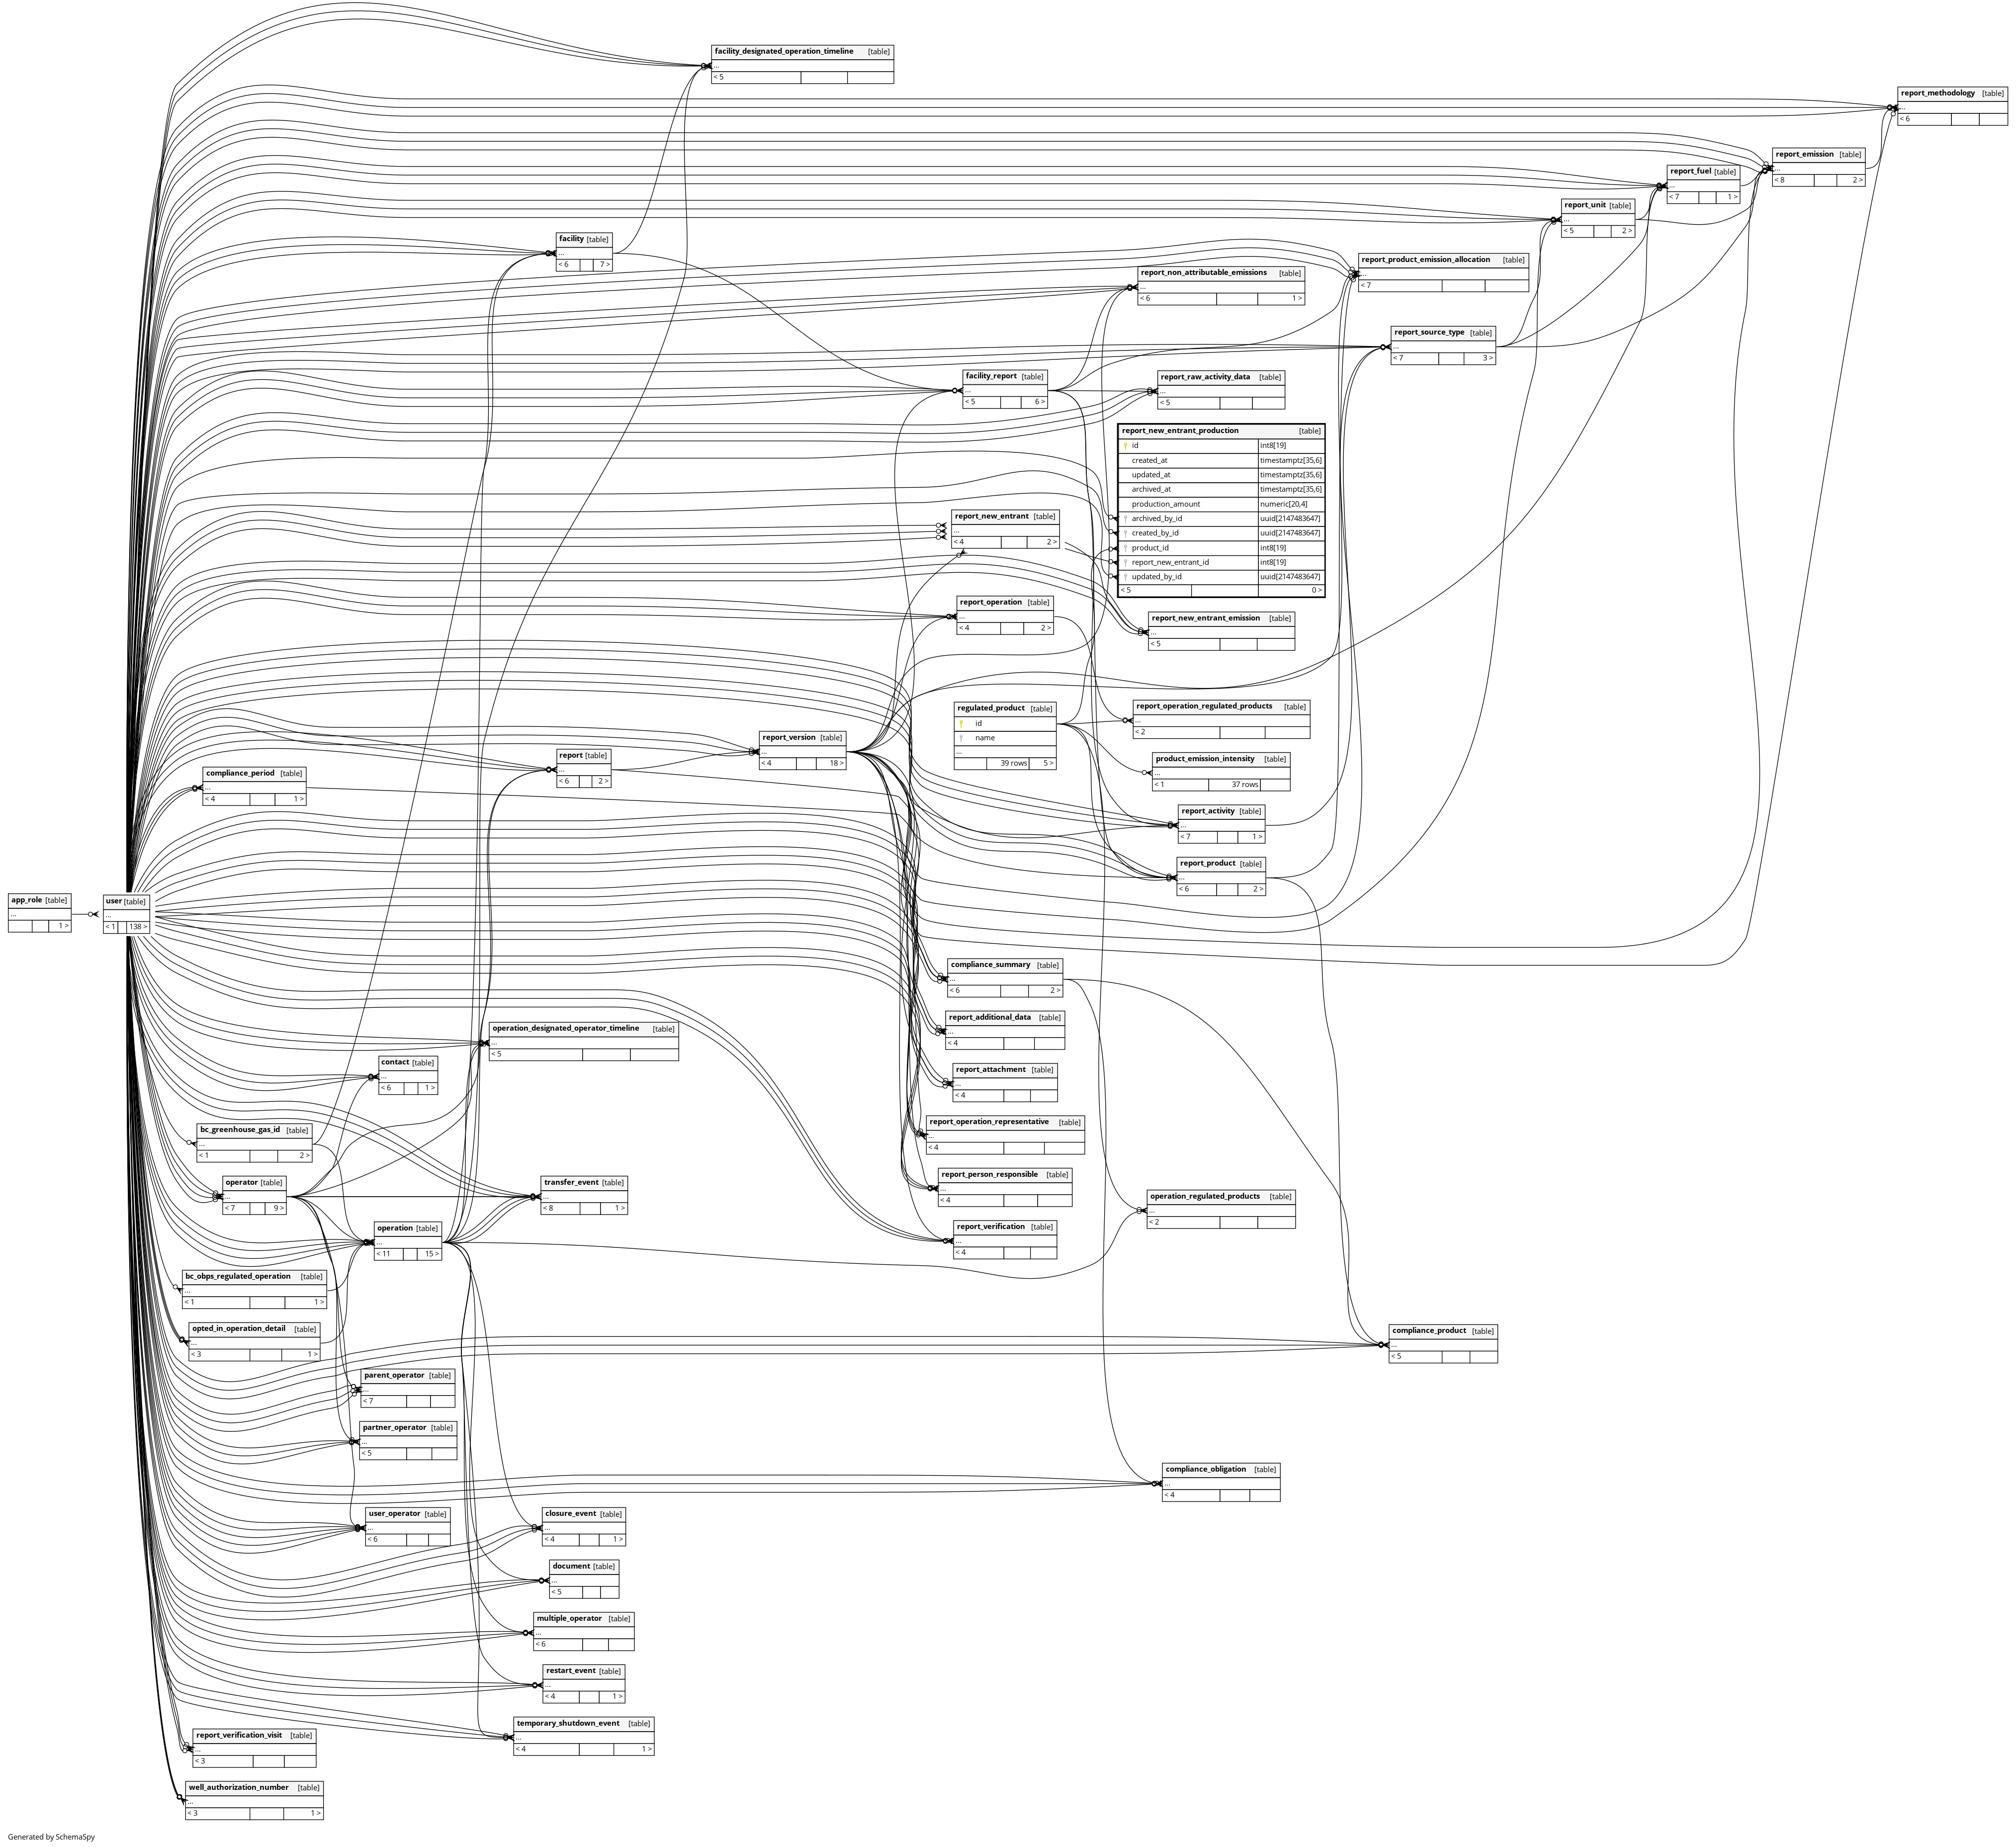 facility_designated_operation_timeline [table]
...
< 5
report_methodology [table]
...
< 6
report_emission [table]
...
< 8 2 >
report_fuel [table]
...
< 7 1 >
report_unit [table]
...
< 5 2 >
facility [table]
...
< 6 7 >
report_product_emission_allocation [table]
...
< 7
report_non_attributable_emissions [table]
...
< 6 1 >
report_source_type [table]
...
< 7 3 >
facility_report [table]
...
< 5 6 >
report_raw_activity_data [table]
...
< 5
report_new_entrant_production [table]
id int8[19]
created_at timestamptz[35,6]
updated_at timestamptz[35,6]
archived_at timestamptz[35,6]
production_amount numeric[20,4]
archived_by_id uuid[2147483647]
created_by_id uuid[2147483647]
product_id int8[19]
report_new_entrant_id int8[19]
updated_by_id uuid[2147483647]
< 5 0 >
report_new_entrant [table]
...
< 4 2 >
report_operation [table]
...
< 4 2 >
report_new_entrant_emission [table]
...
< 5
regulated_product [table]
id
name
...
39 rows 5 >
report_operation_regulated_products [table]
...
< 2
report_version [table]
...
< 4 18 >
report [table]
...
< 6 2 >
product_emission_intensity [table]
...
< 1 37 rows
compliance_period [table]
...
< 4 1 >
report_activity [table]
...
< 7 1 >
report_product [table]
...
< 6 2 >
app_role [table]
...
1 >
user [table]
...
< 1 138 >
compliance_summary [table]
...
< 6 2 >
report_additional_data [table]
...
< 4
operation_designated_operator_timeline [table]
...
< 5
contact [table]
...
< 6 1 >
report_attachment [table]
...
< 4
bc_greenhouse_gas_id [table]
...
< 1 2 >
report_operation_representative [table]
...
< 4
operator [table]
...
< 7 9 >
transfer_event [table]
...
< 8 1 >
report_person_responsible [table]
...
< 4
operation_regulated_products [table]
...
< 2
operation [table]
...
< 11 15 >
report_verification [table]
...
< 4
bc_obps_regulated_operation [table]
...
< 1 1 >
opted_in_operation_detail [table]
...
< 3 1 >
compliance_product [table]
...
< 5
parent_operator [table]
...
< 7
partner_operator [table]
...
< 5
compliance_obligation [table]
...
< 4
user_operator [table]
...
< 6
closure_event [table]
...
< 4 1 >
document [table]
...
< 5
multiple_operator [table]
...
< 6
restart_event [table]
...
< 4 1 >
temporary_shutdown_event [table]
...
< 4 1 >
report_verification_visit [table]
...
< 3
well_authorization_number [table]
...
< 3 1 >
Generated by SchemaSpy